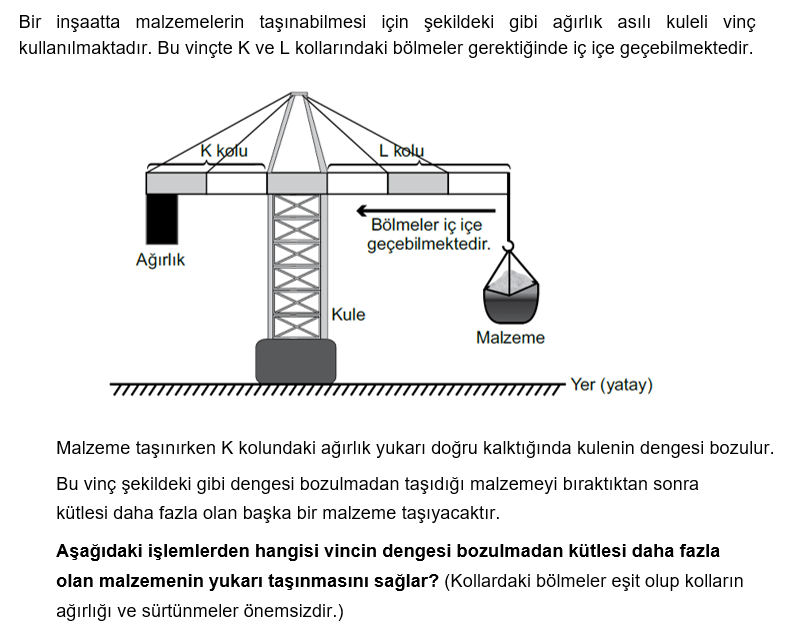 Bir inşaatta malzemelerin taşınabilmesi için şekildeki gibi ağırlık asılı kuleli vinç
kullanılmaktadır. Bu vinçte K ve L kollarındaki bölmeler gerektiğinde iç içe geçebilmektedir.
K kolu
L kolu
Bölmeler iç içe
geçebilmektedir.
Ağırlık
Kule
Malzeme
Yer (yatay)
Malzeme taşınırken K kolundaki ağırlık yukarı doğru kalktığında kulenin dengesi bozulur.
Bu vinç şekildeki gibi dengesi bozulmadan taşıdığı malzemeyi bıraktıktan sonra
kütlesi daha fazla olan başka bir malzeme taşıyacaktır.
Aşağıdaki işlemlerden hangisi vincin dengesi bozulmadan kütlesi daha fazla
olan malzemenin yukarı taşınmasını sağlar? (Kollardaki bölmeler eşit olup kolların
ağırlığı ve sürtünmeler önemsizdir.)